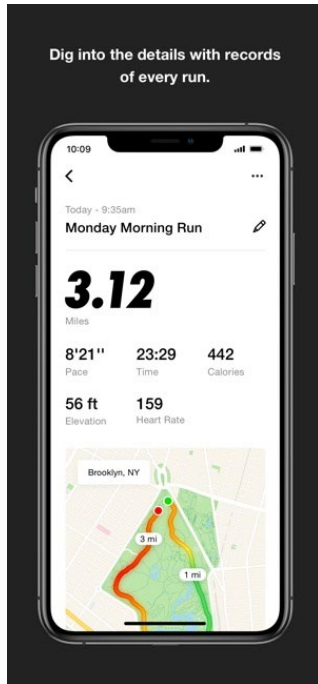 Dig into the details with records
of every run.
10:09
Today - 9:35am
Monday Morning Run
3.12
Miles
8'21''
23:29
442
Pace
Time
Calories
56 ft
159
Elevation
Heart Rate
Brooklyn, NY
3 mi
1 mi